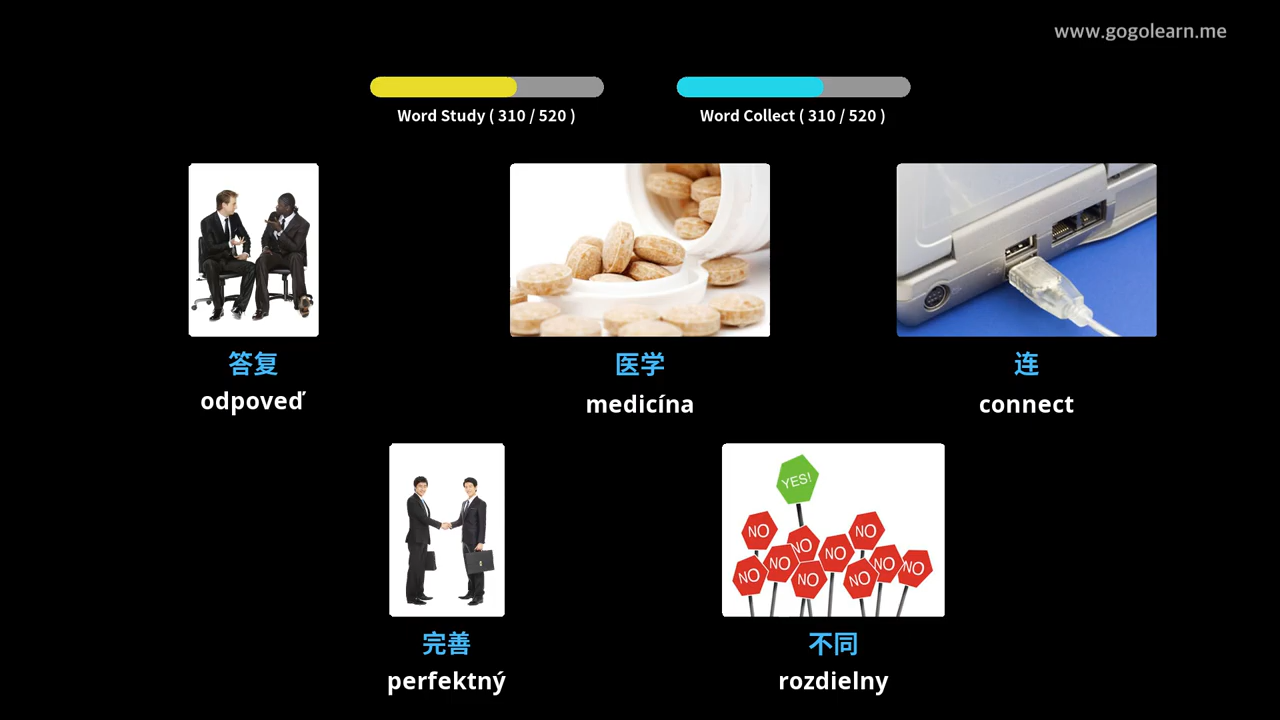 www.gogolearn.me
Word Study ( 310 / 520 )
Word Collect ( 310 / 520 )
答复
odpoveď
医学
medicína
连
connect
YES!
NO
NO
NO
NO
NO
NO
NO
NO
NO
NO
完善
perfektný
不同
rozdielny